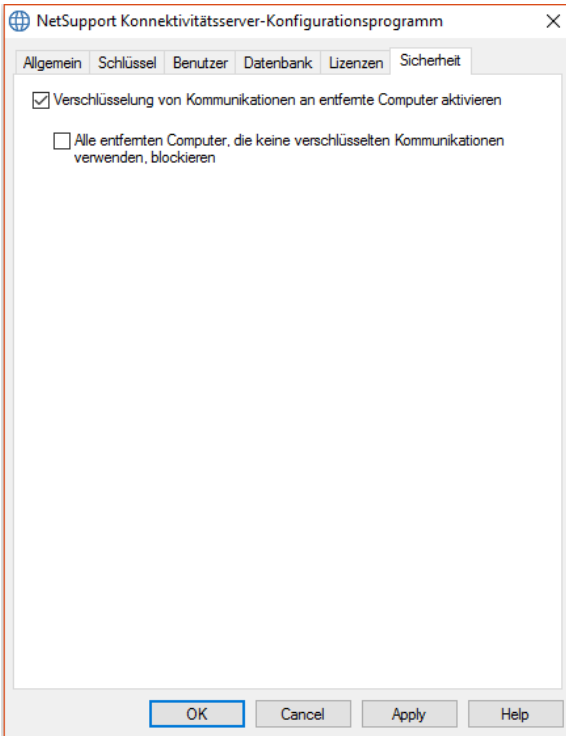 NetSupport Konnektivitätsserver-Konfigurationsprogramm
Allgemein Schlüssel Benutzer Datenbank Lizenzen Sicherheit
Verschlüsselung von Kommunikationen an entfernte Computer aktivieren
Alle entfernten Computer, die keine verschlüsselten Kommunikationen
verwenden, blockieren
OK Cancel Apply Help